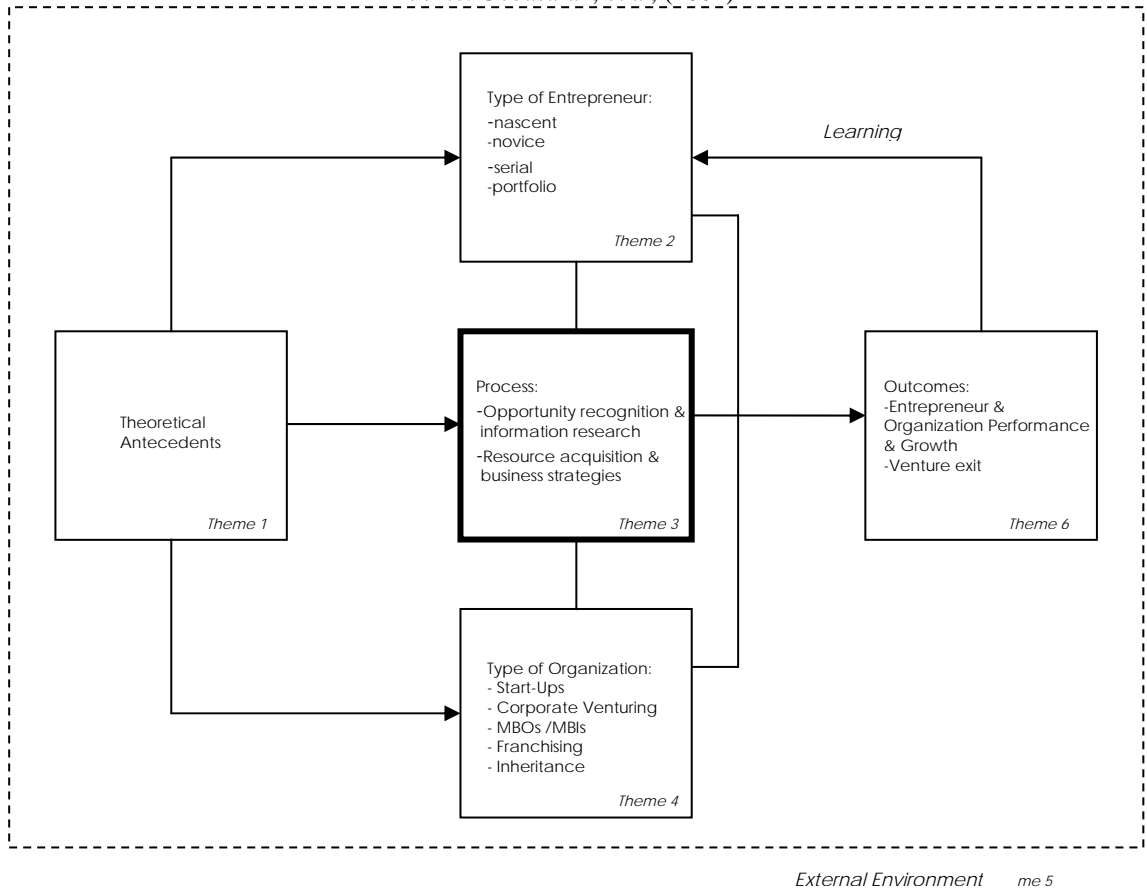 Type of Entrepreneur:
-nascent
-novice
-serial
-portfolio
Theme 2
Learning
Theoretical
Antecedents
Theme 1
Process:
-Opportunity recognition &
information research
-Resource acquisition &
business strategies
Theme 3
Outcomes:
-Entrepreneur &
Organization Performance
& Growth
-Venture exit
Theme 6
Type of Organization:
- Start-Ups
- Corporate Venturing
- MBOs /MBIs
- Franchising
- Inheritance
Theme 4
External Environment me 5